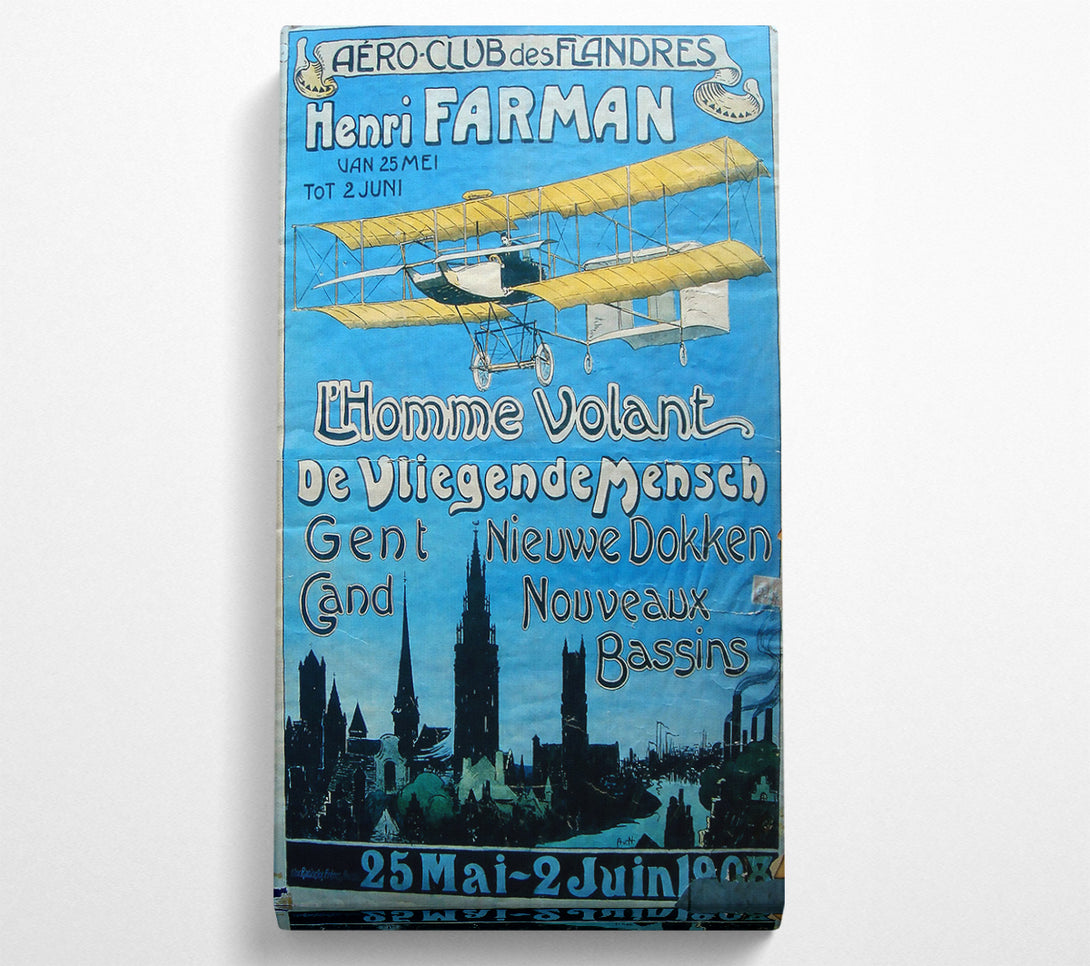 AÉRO-CLUB des FLANDRES
Henri FARMAN
VAN 25 MEI
TOT 2 JUNI
L'Homme Volant
De Vliegende Mensch
Gent Nieuwe Dokken
Gand Nouveaux
Bassins
25 Mai-2 Juin 1908